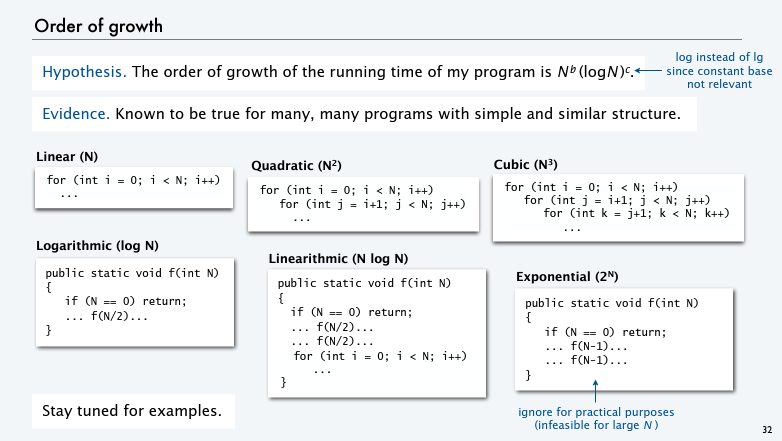 Order of growth
Hypothesis. The order of growth of the running time of my program is N^b (log N)^c.
log instead of lg
since constant base
not relevant
Evidence. Known to be true for many, many programs with simple and similar structure.
Linear (N)
for (int i = 0; i < N; i++)
...
Quadratic (N²)
for (int i = 0; i < N; i++)
for (int j = i+1; j < N; j++)
...
Cubic (N³)
for (int i = 0; i < N; i++)
for (int j = i+1; j < N; j++)
for (int k = j+1; k < N; k++)
...
Logarithmic (log N)
public static void f(int N)
{
if (N == 0) return;
... f(N/2)...
}
Linearithmic (N log N)
public static void f(int N)
{
if (N == 0) return;
... f(N/2)...
... f(N/2)...
for (int i = 0; i < N; i++)
...
}
Exponential (2^N)
public static void f(int N)
{
if (N == 0) return;
... f(N-1)...
... f(N-1)...
}
ignore for practical purposes
(infeasible for large N )
Stay tuned for examples.
32